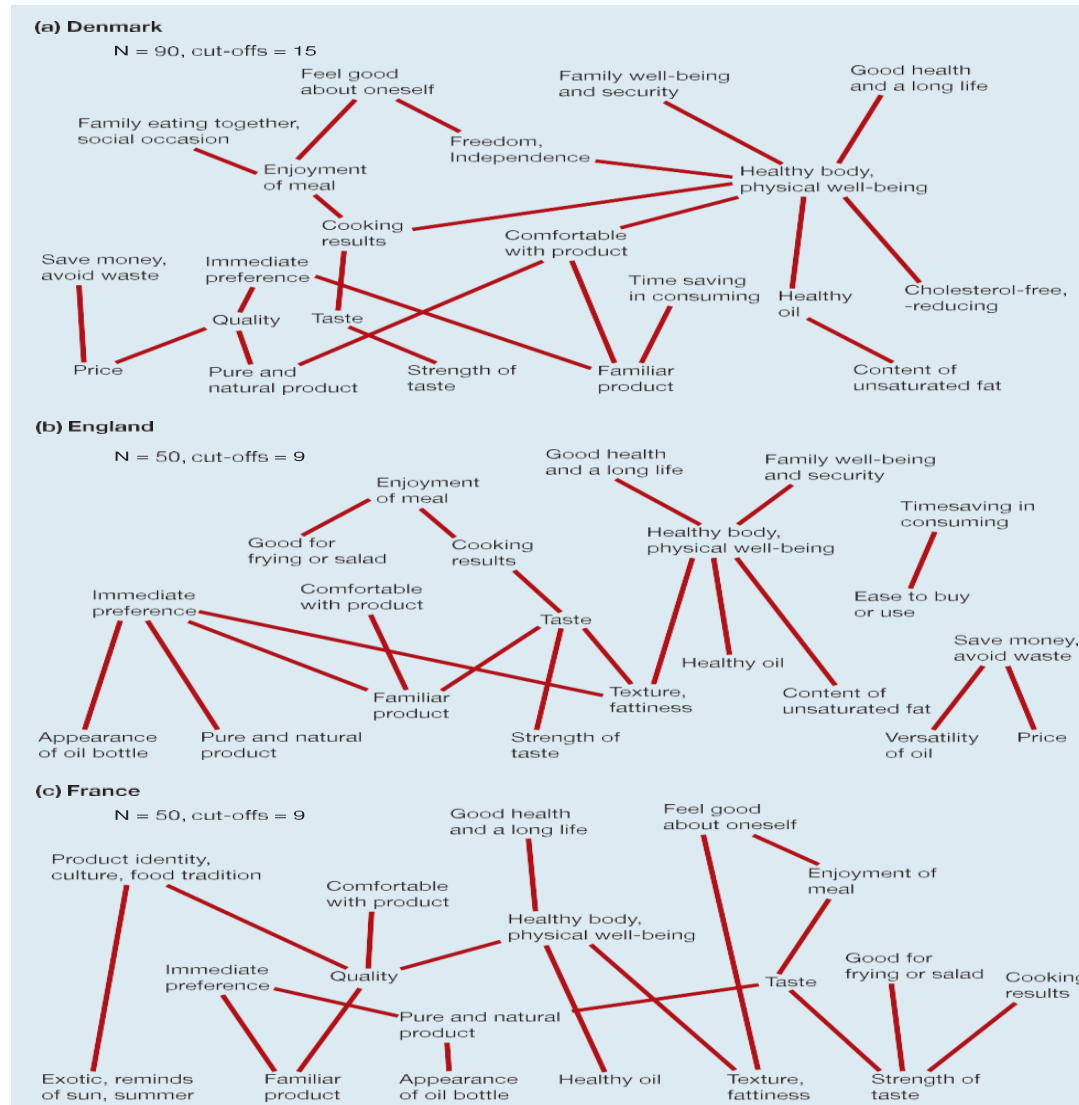 (a) Denmark
N = 90, cut-offs = 15
Feel good
about oneself
Family well-being
and security
Good health
and a long life
Family eating together,
social occasion
Freedom,
Independence
Enjoyment
of meal
Healthy body,
physical well-being
Cooking
results
Comfortable
with product
Save money,
avoid waste
Immediate
preference
Time saving
in consuming
Healthy
oil
Cholesterol-free,
-reducing
Quality
Taste
Price
Pure and
natural product
Strength of
taste
Familiar
product
Content of
unsaturated fat
(b) England
N = 50, cut-offs = 9
Good health
and a long life
Family well-being
and security
Enjoyment
of meal
Timesaving in
consuming
Good for
frying or salad
Cooking
results
Healthy body,
physical well-being
Immediate
preference
Comfortable
with product
Ease to buy
or use
Taste
Save money,
avoid waste
Healthy oil
Familiar
product
Texture,
fattiness
Content of
unsaturated fat
Appearance
of oil bottle
Pure and natural
product
Strength of
taste
Versatility
of oil
Price
(c) France
N = 50, cut-offs = 9
Good health
and a long life
Feel good
about oneself
Product identity,
culture, food tradition
Comfortable
with product
Enjoyment of
meal
Healthy body,
physical well-being
Immediate
preference
Quality
Taste
Good for
frying or salad
Cooking
results
Pure and natural
product
Exotic, reminds
of sun, summer
Familiar
product
Appearance
of oil bottle
Healthy oil
Texture,
fattiness
Strength of
taste